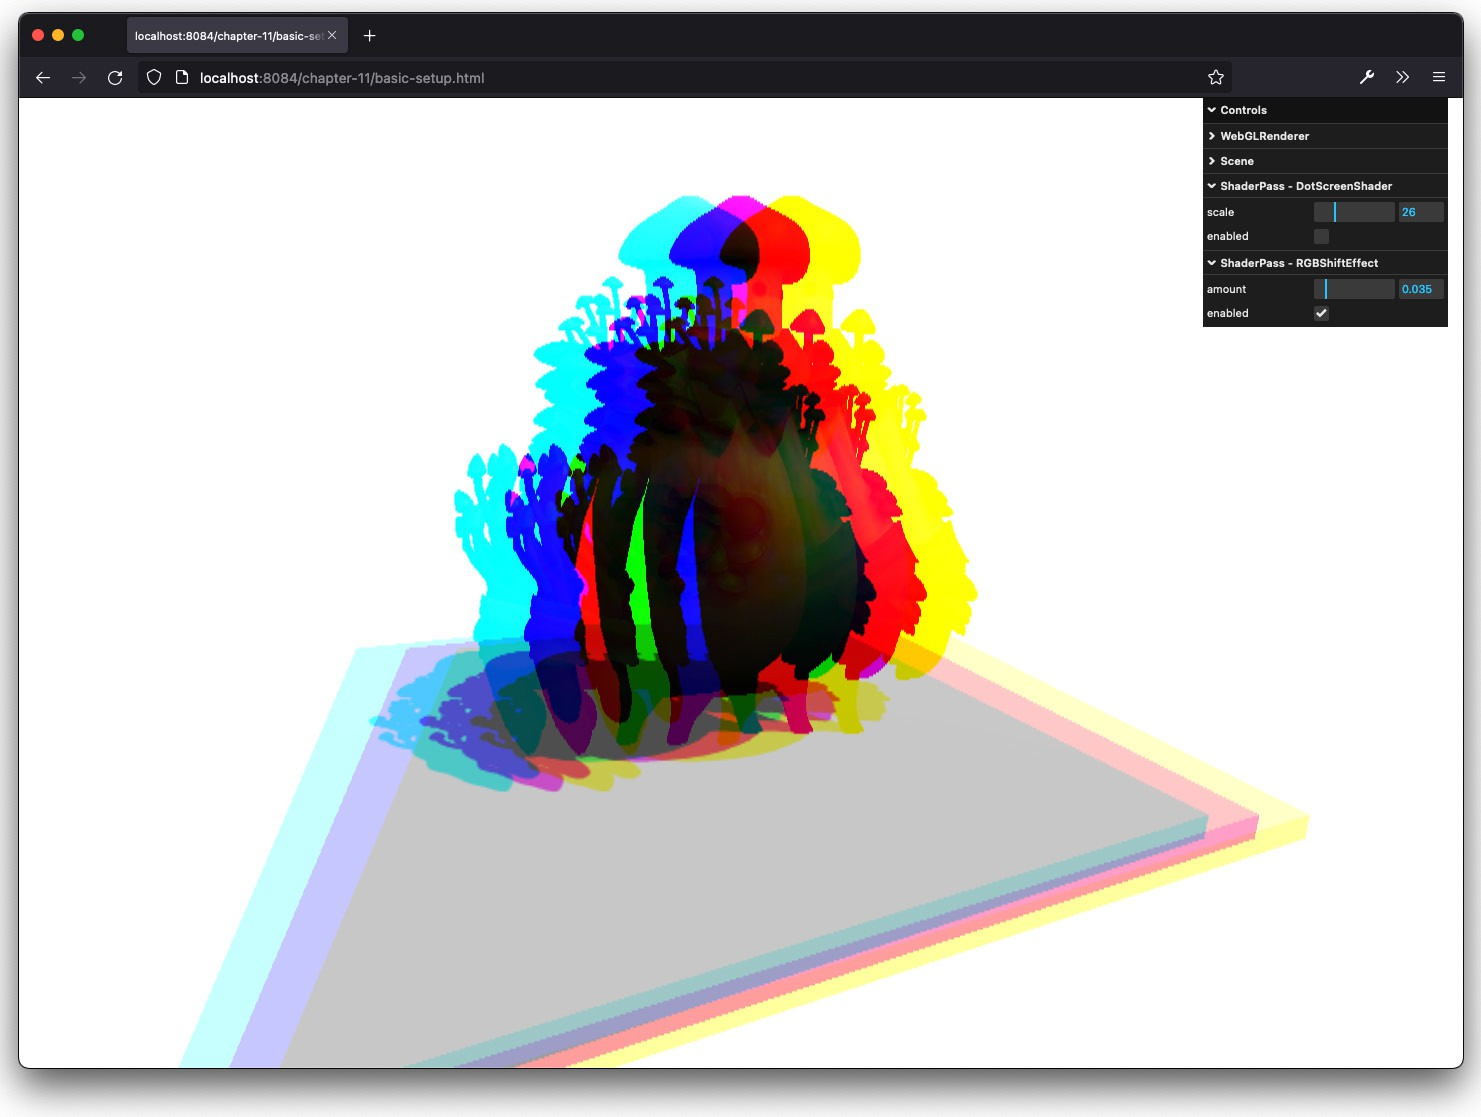 localhost:8084/chapter-11/basic-se
localhost:8084/chapter-11/basic-setup.html
Controls
WebGLRenderer
Scene
ShaderPass - DotScreenShader
scale 26
enabled
ShaderPass - RGBShiftEffect
amount 0.035
enabled